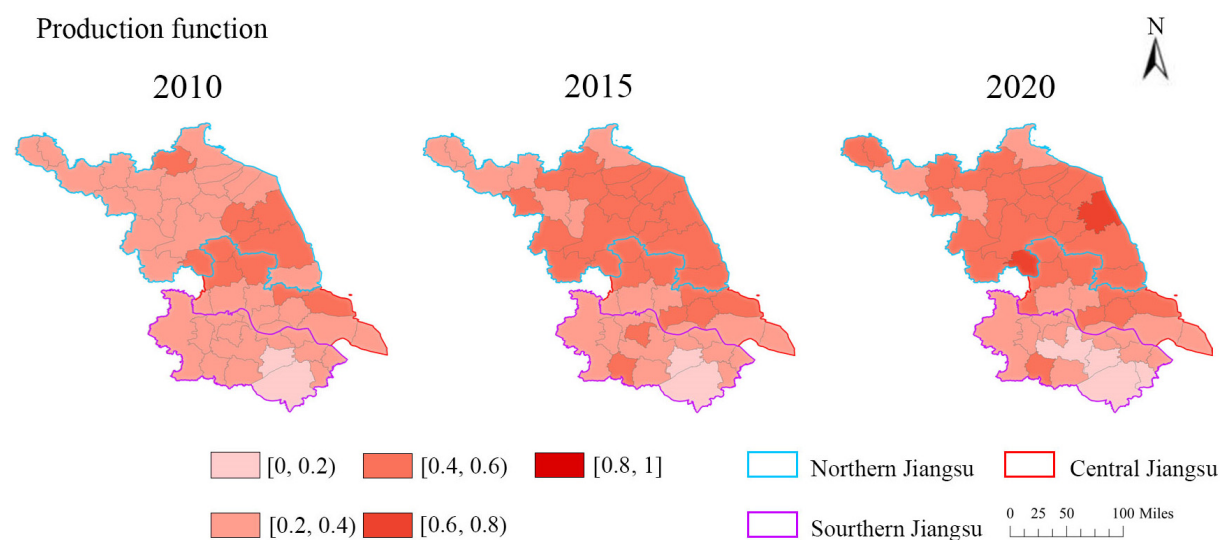 Production function
N
2010
2015
2020
[0, 0.2)
[0.4, 0.6)
[0.8, 1]
Northern Jiangsu
Central Jiangsu
[0.2, 0.4)
[0.6, 0.8)
Sourthern Jiangsu
0 25 50 100 Miles